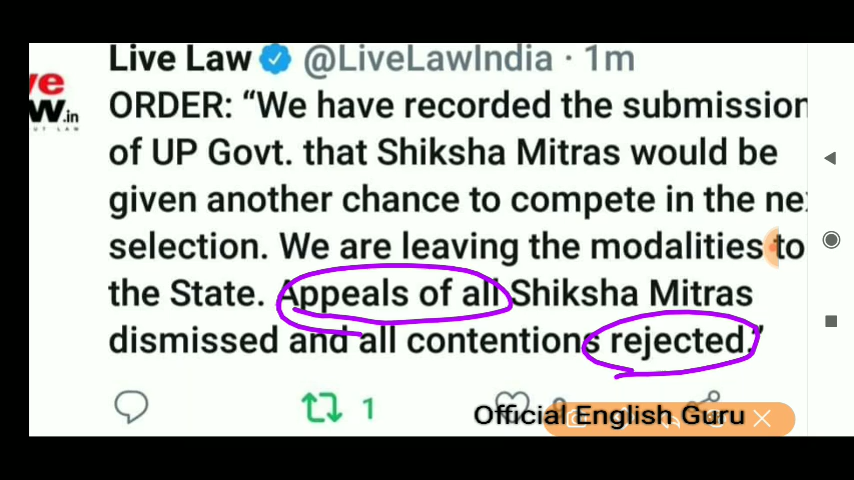 Live Law @LiveLawIndia · 1m
ORDER: “We have recorded the submission
of UP Govt. that Shiksha Mitras would be
given another chance to compete in the
selection. We are leaving the modalities to
the State. Appeals of all Shiksha Mitras
dismissed and all contentions rejected.”
1
Official English Guru